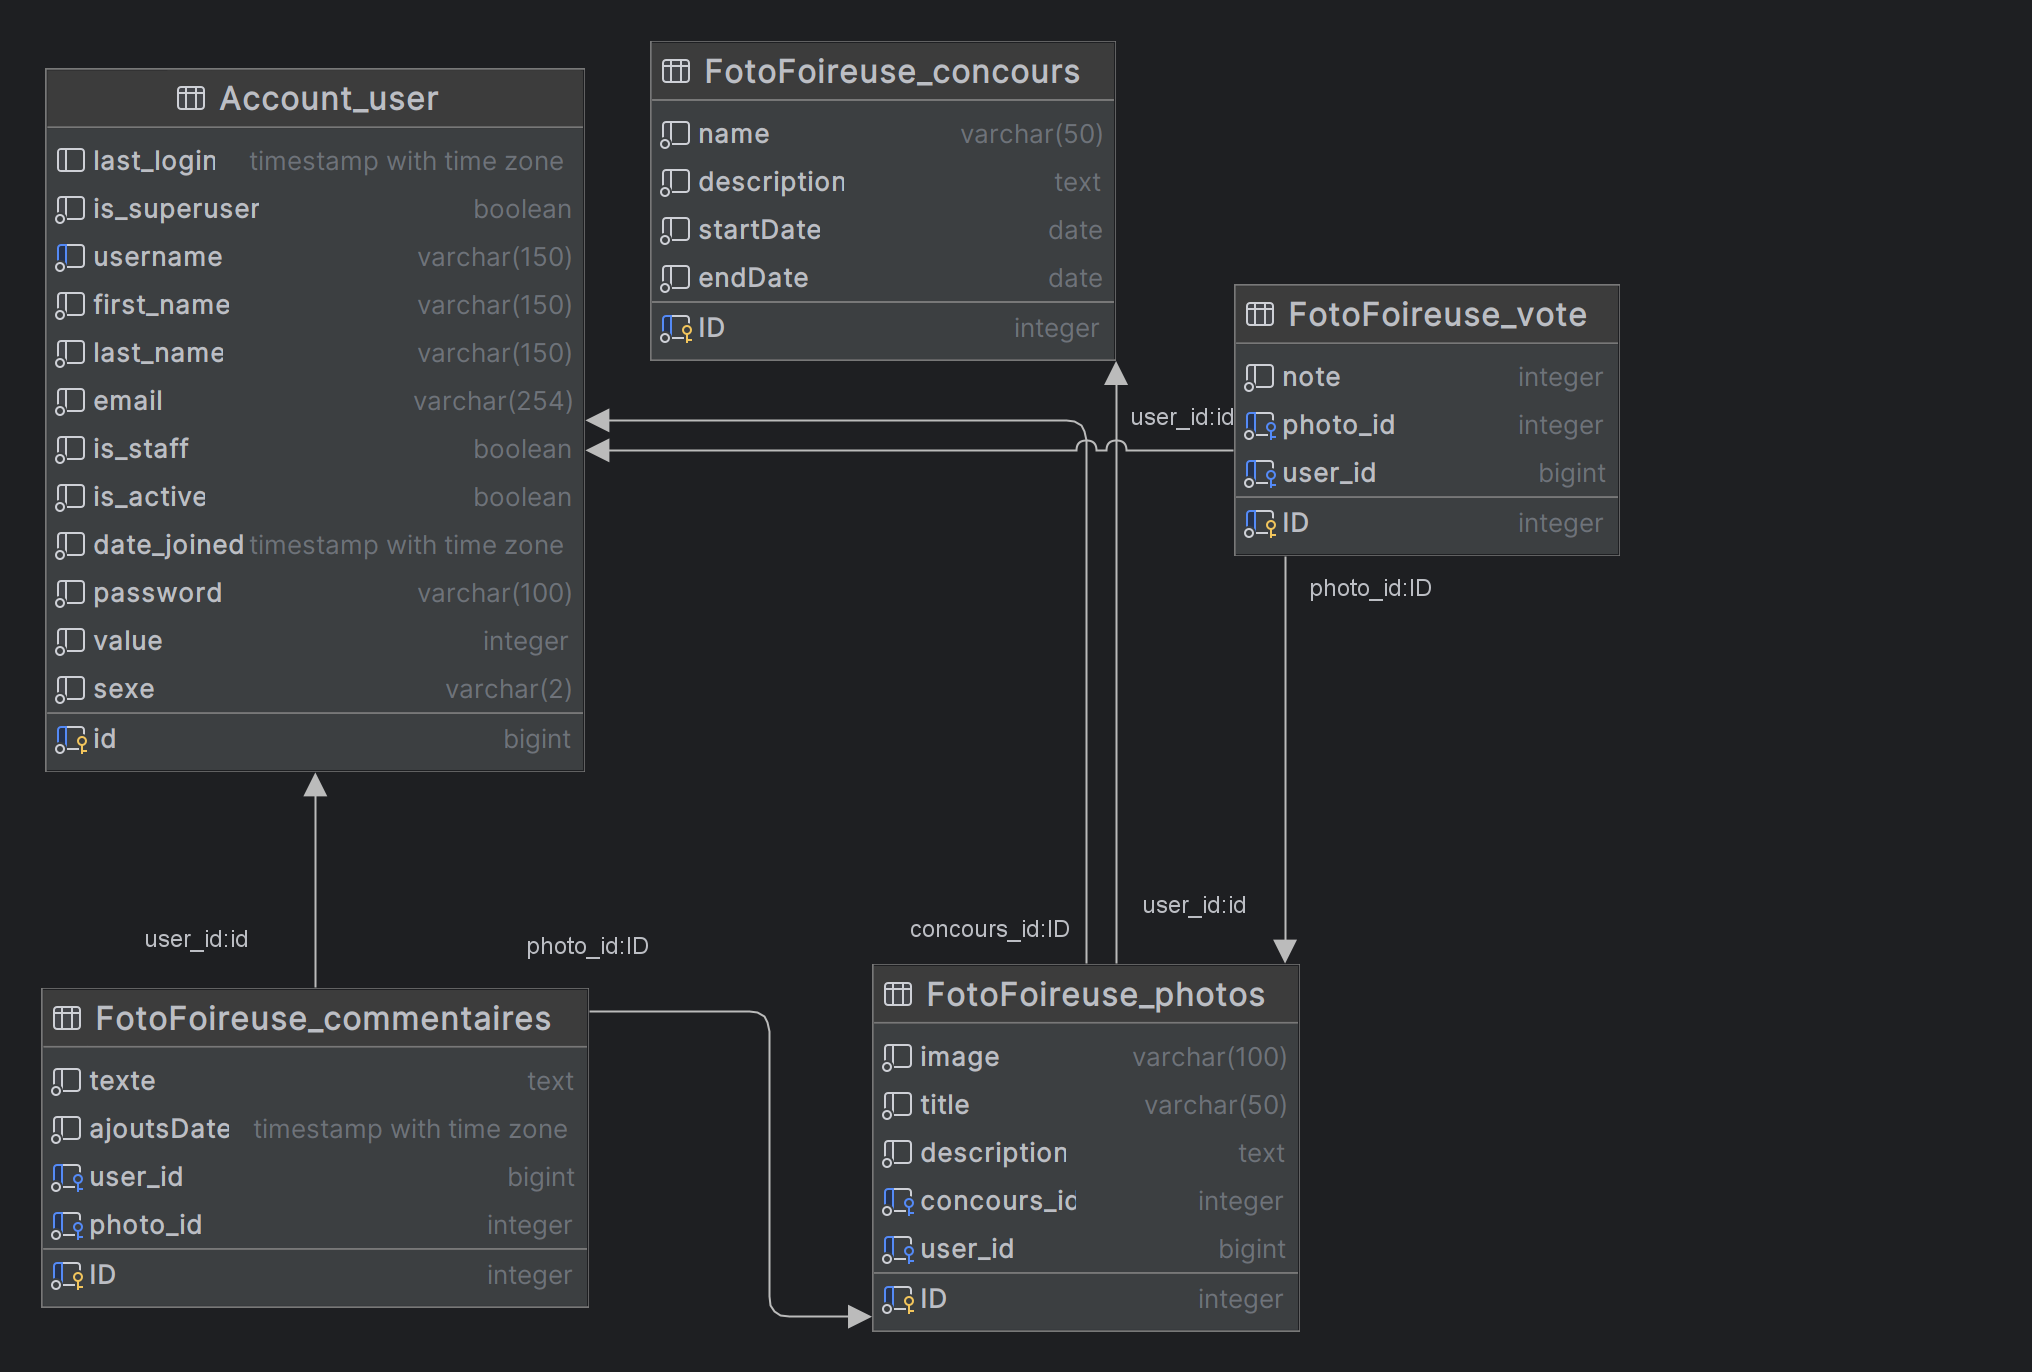 Account_user
last_login timestamp with time zone
is_superuser boolean
username varchar(150)
first_name varchar(150)
last_name varchar(150)
email varchar(254)
is_staff boolean
is_active boolean
date_joined timestamp with time zone
password varchar(100)
value integer
sexe varchar(2)
id bigint
FotoFoireuse_concours
name varchar(50)
description text
startDate date
endDate date
ID integer
FotoFoireuse_vote
note integer
photo_id integer
user_id bigint
ID integer
user_id:id
photo_id:ID
user_id:id
photo_id:ID
concours_id:ID
user_id:id
FotoFoireuse_commentaires
texte text
ajoutsDate timestamp with time zone
user_id bigint
photo_id integer
ID integer
FotoFoireuse_photos
image varchar(100)
title varchar(50)
description text
concours_id integer
user_id bigint
ID integer